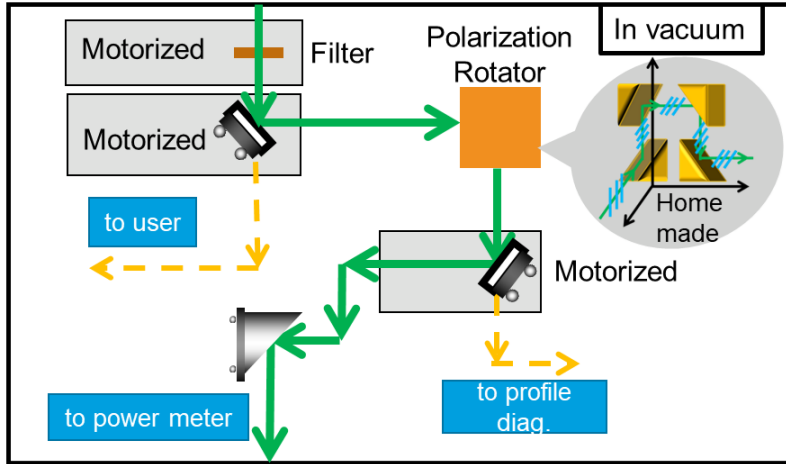 In vacuum
Motorized
Filter
Polarization
Rotator
Motorized
Home
made
to user
Motorized
to profile
diag.
to power meter